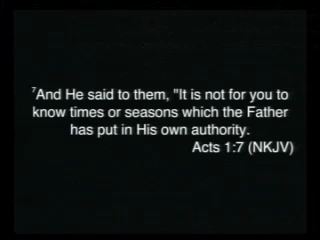 ⁷And He said to them, "It is not for you to
know times or seasons which the Father
has put in His own authority.
Acts 1:7 (NKJV)